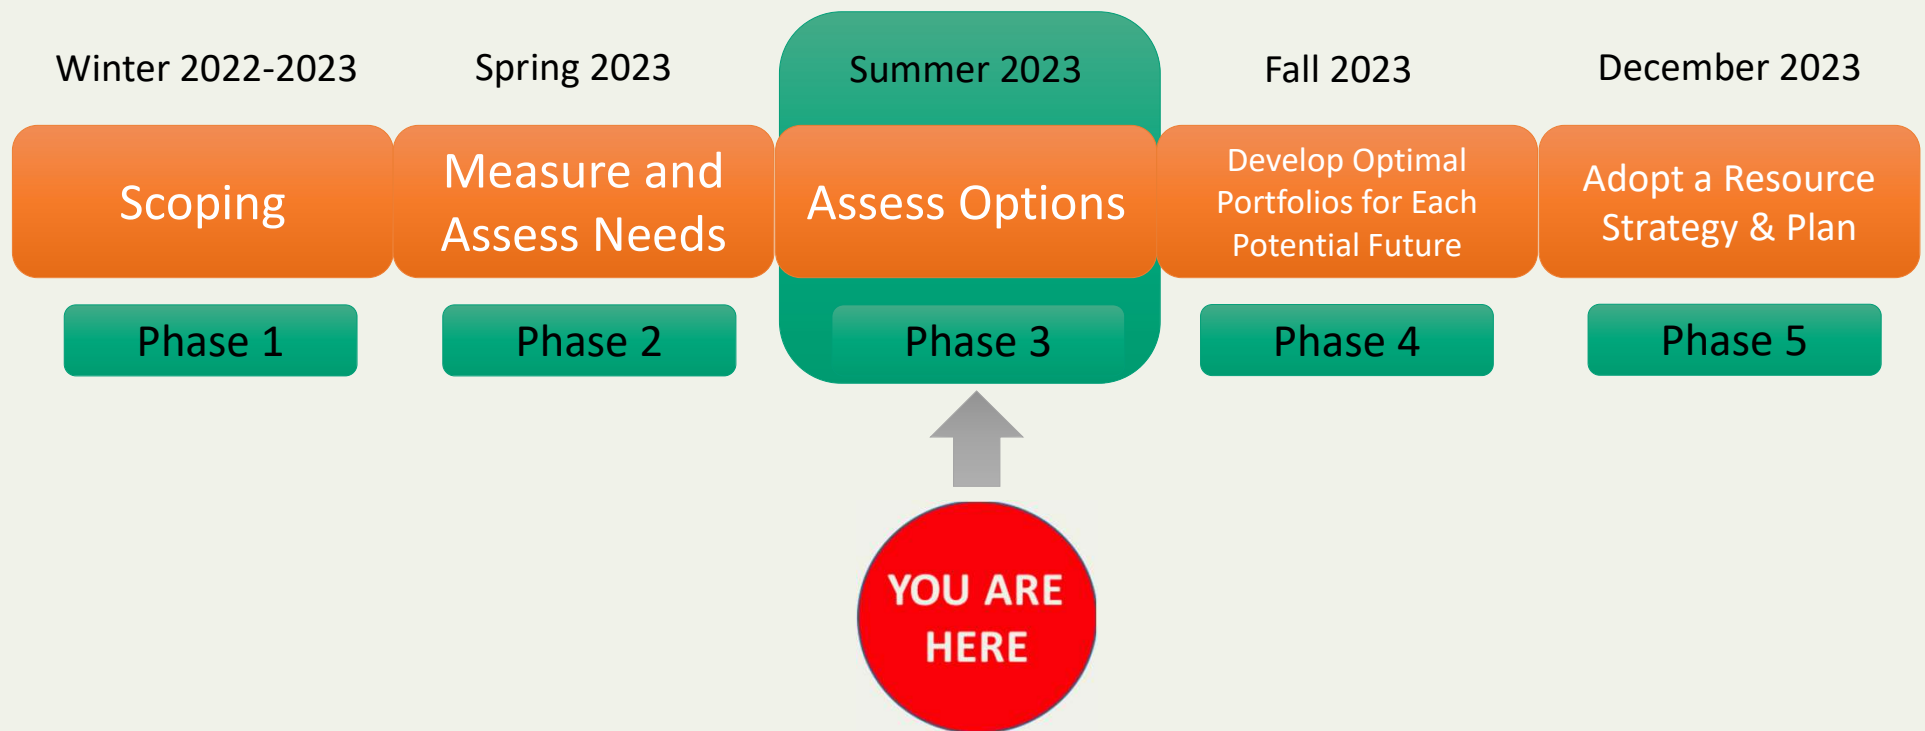 Winter 2022-2023
Spring 2023
Summer 2023
Fall 2023
December 2023
Scoping
Measure and
Assess Needs
Assess Options
Develop Optimal
Portfolios for Each
Potential Future
Adopt a Resource
Strategy & Plan
Phase 1
Phase 2
Phase 3
Phase 4
Phase 5
YOU ARE
HERE